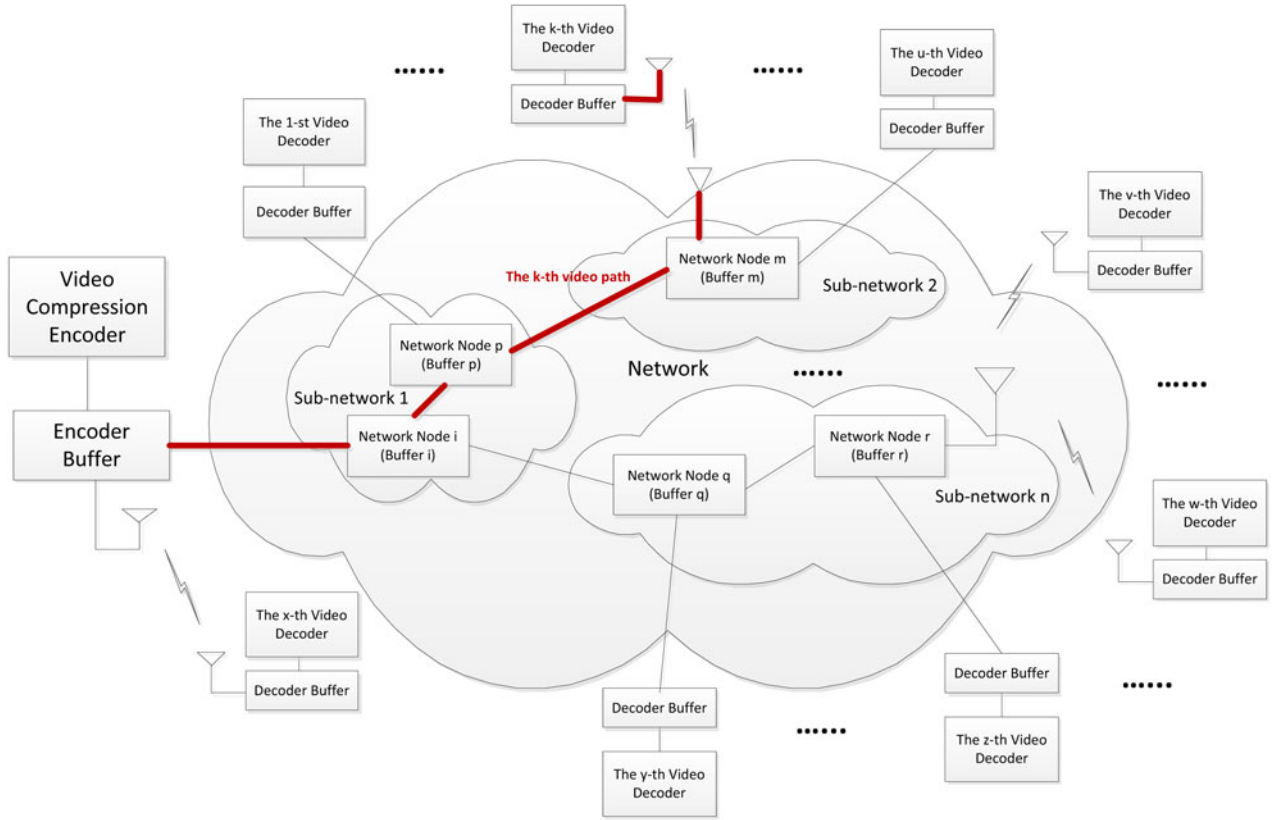 The k-th Video
Decoder
Decoder Buffer
......
......
The u-th Video
Decoder
Decoder Buffer
The 1-st Video
Decoder
Decoder Buffer
The v-th Video
Decoder
Decoder Buffer
Video
Compression
Encoder
Encoder
Buffer
The k-th video path
Network Node m
(Buffer m)
Sub-network 2
Network Node p
(Buffer p)
Sub-network 1
Network Node i
(Buffer i)
Network
......
......
Network Node r
(Buffer r)
Network Node q
(Buffer q)
Sub-network n
The w-th Video
Decoder
Decoder Buffer
The x-th Video
Decoder
Decoder Buffer
Decoder Buffer
The y-th Video
Decoder
......
Decoder Buffer
The z-th Video
Decoder
......